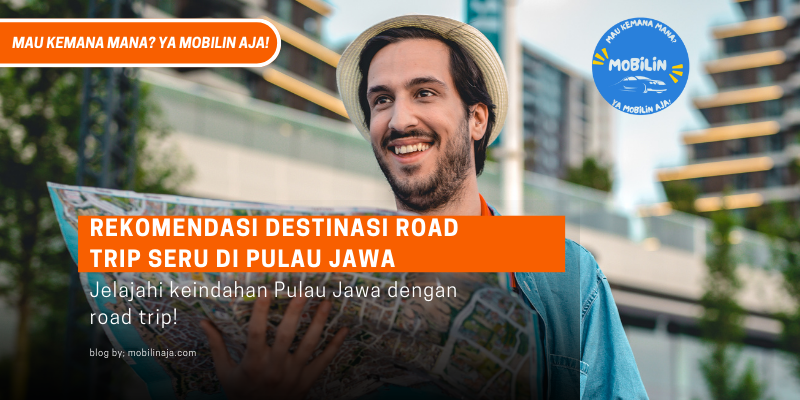 MAU KEMANA MANA? YA MOBILIN AJA!
MAU KEMANA MANA?
MOBILIN
YA MOBILIN AJA!
REKOMENDASI DESTINASI ROAD
TRIP SERU DI PULAU JAWA
Jelajahi keindahan Pulau Jawa dengan
road trip!
blog by; mobilinaja.com